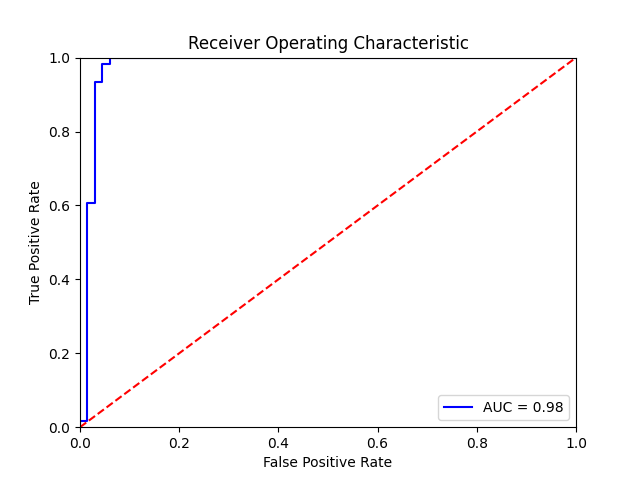 Receiver Operating Characteristic
True Positive Rate
1.0
0.8
0.6
0.4
0.2
0.0
AUC = 0.98
0.0 0.2 0.4 0.6 0.8 1.0
False Positive Rate